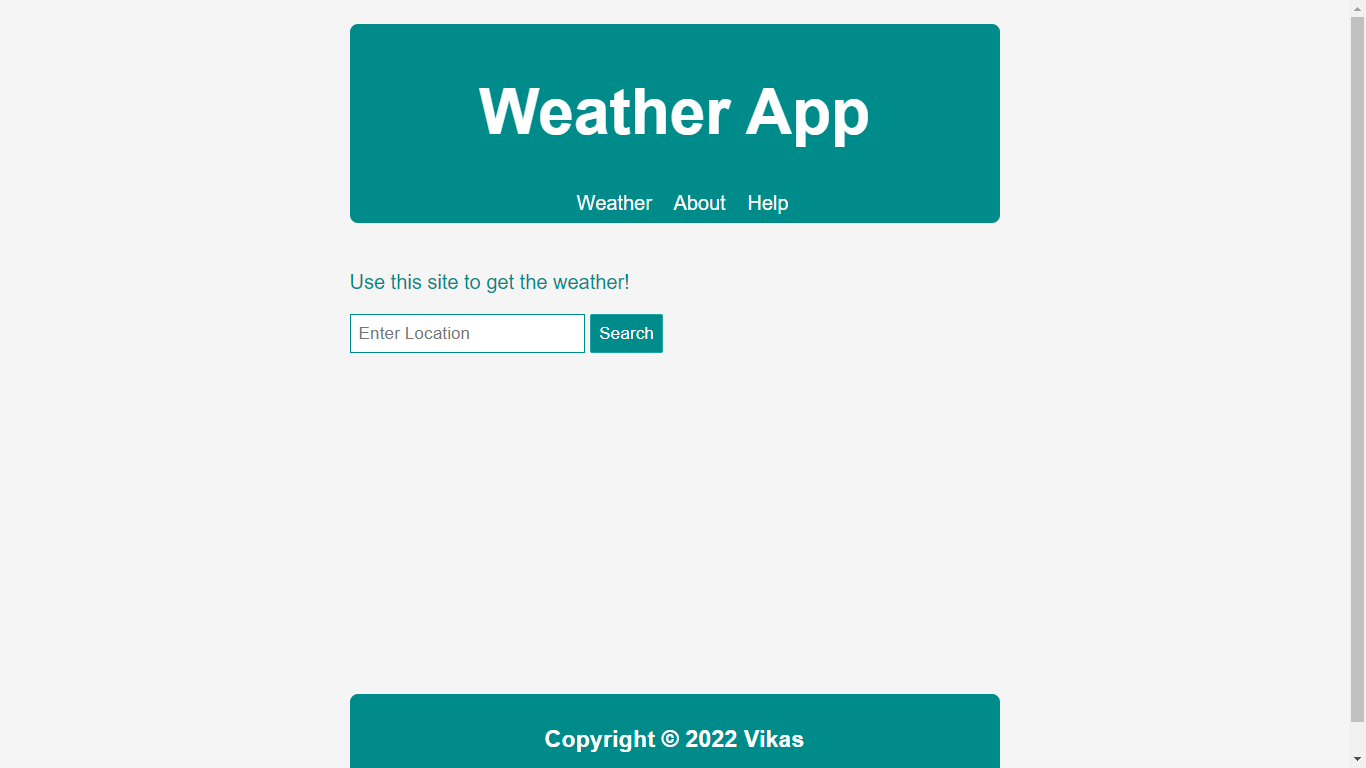 Weather App
Weather About Help
Use this site to get the weather!
Enter Location Search
Copyright © 2022 Vikas